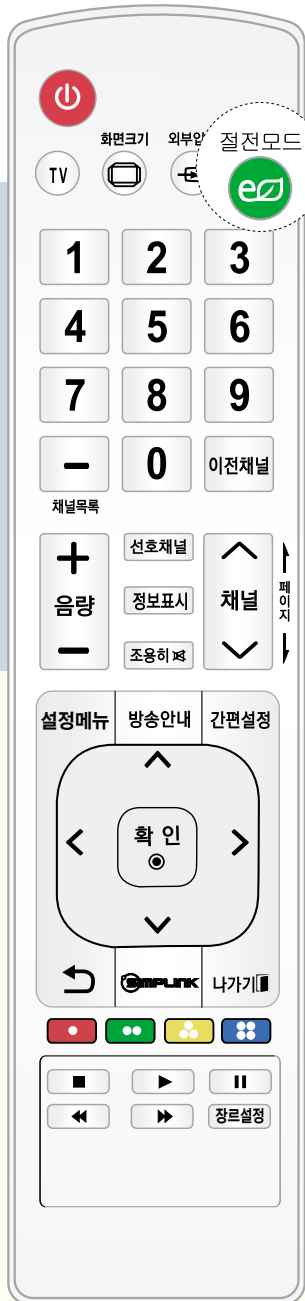 화면크기 외부입
절전모드
TV
e
1 2 3
4 5 6
7 8 9
- 0 이전채널
채널목록
+ 음량 -
선호채널
정보표시
조용히
채널
페이지
설정메뉴 방송안내 간편설정
확인
SIMPLINK 나가기
장르설정